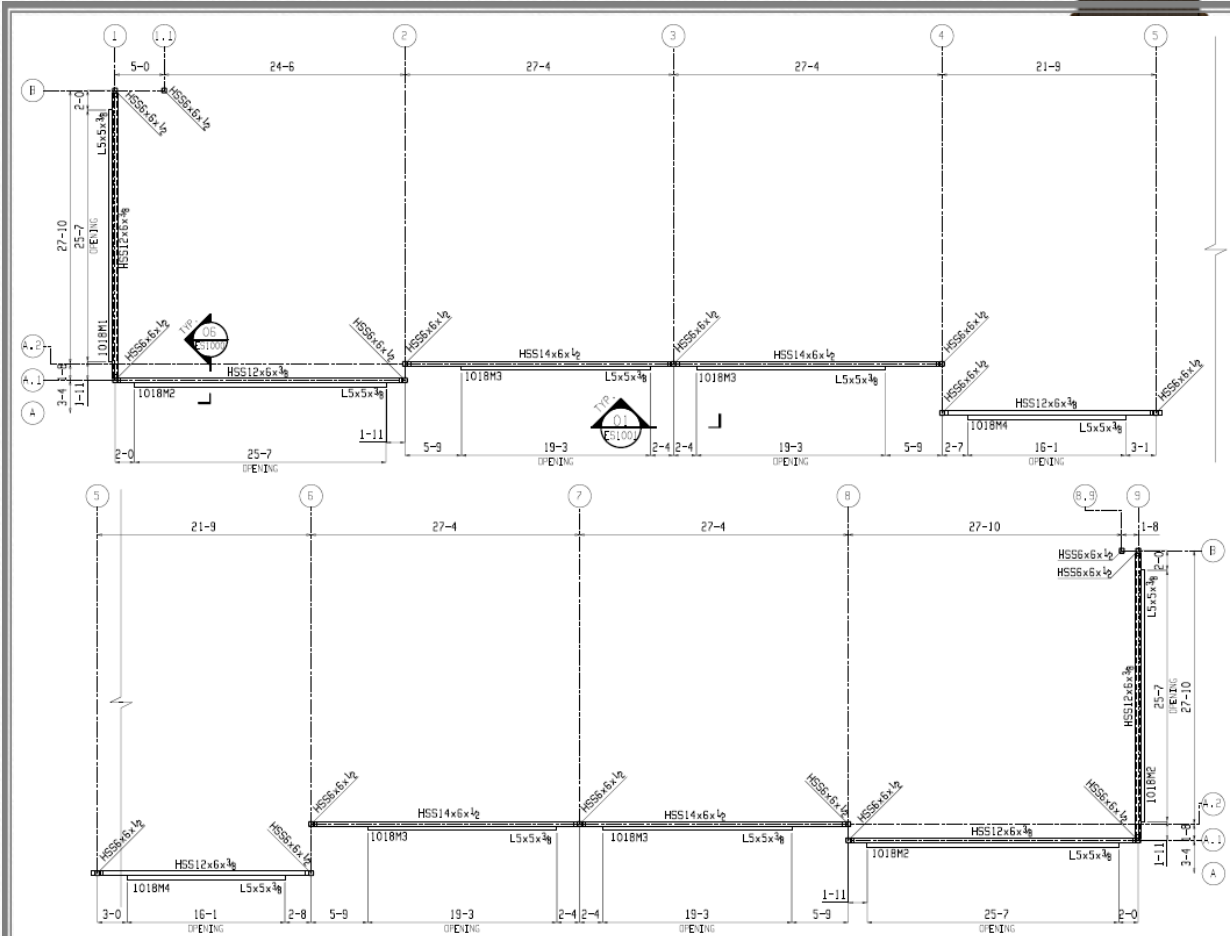 1 1.1 2 3 4 5
5-0 24-6 27-4 27-4 21-9
B
HSS6x6x½ HSS6x6x½
2-0
L5x5x⅜
27-10 25-7 OPENING HSS12x6x⅜
1018M1
HSS6x6x½ TYP. 06 ES1000 HSS6x6x½ HSS6x6x½ HSS6x6x½ HSS6x6x½
A.2
HSS14x6x½ HSS14x6x½
1-8
A.1
HSS12x6x⅜
1018M3 L5x5x⅜ 1018M3 L5x5x⅜
HSS6x6x½ HSS6x6x½
3-4 1-11
1018M2 L5x5x⅜
A
TYP. 01 ES1001
HSS12x6x⅜
1018M4 L5x5x⅜
1-11
2-0 25-7 5-9 19-3 2-4 2-4 19-3 5-9 2-7 16-1 3-1
OPENING OPENING OPENING OPENING
5 6 7 8 8.9 9
21-9 27-4 27-4 27-10 1-8
B
HSS6x6x½
HSS6x6x½
2-0
L5x5x⅜
HSS12x6x⅜ 25-7 OPENING 27-10
1018M2
HSS6x6x½ HSS6x6x½ HSS6x6x½ HSS6x6x½ HSS6x6x½
A.2
HSS14x6x½ HSS14x6x½
1-8
A.1
HSS12x6x⅜
1018M3 L5x5x⅜ 1018M3 L5x5x⅜
HSS6x6x½ HSS6x6x½
1-11 3-4
1018M2 L5x5x⅜
A
HSS12x6x⅜
1018M4 L5x5x⅜
1-11
3-0 16-1 2-8 5-9 19-3 2-4 2-4 19-3 5-9 25-7 2-0
OPENING OPENING OPENING OPENING